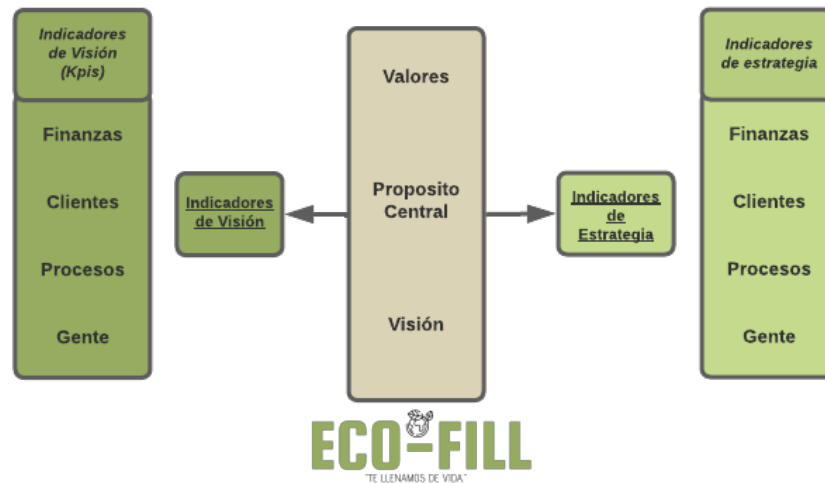 Indicadores
de Visión
(Kpis)
Finanzas
Clientes
Procesos
Gente
Indicadores
de Visión
Valores
Proposito
Central
Visión
Indicadores
de
Estrategia
Indicadores
de estrategia
Finanzas
Clientes
Procesos
Gente
ECO-FILL
"TE LLENAMOS DE VIDA"